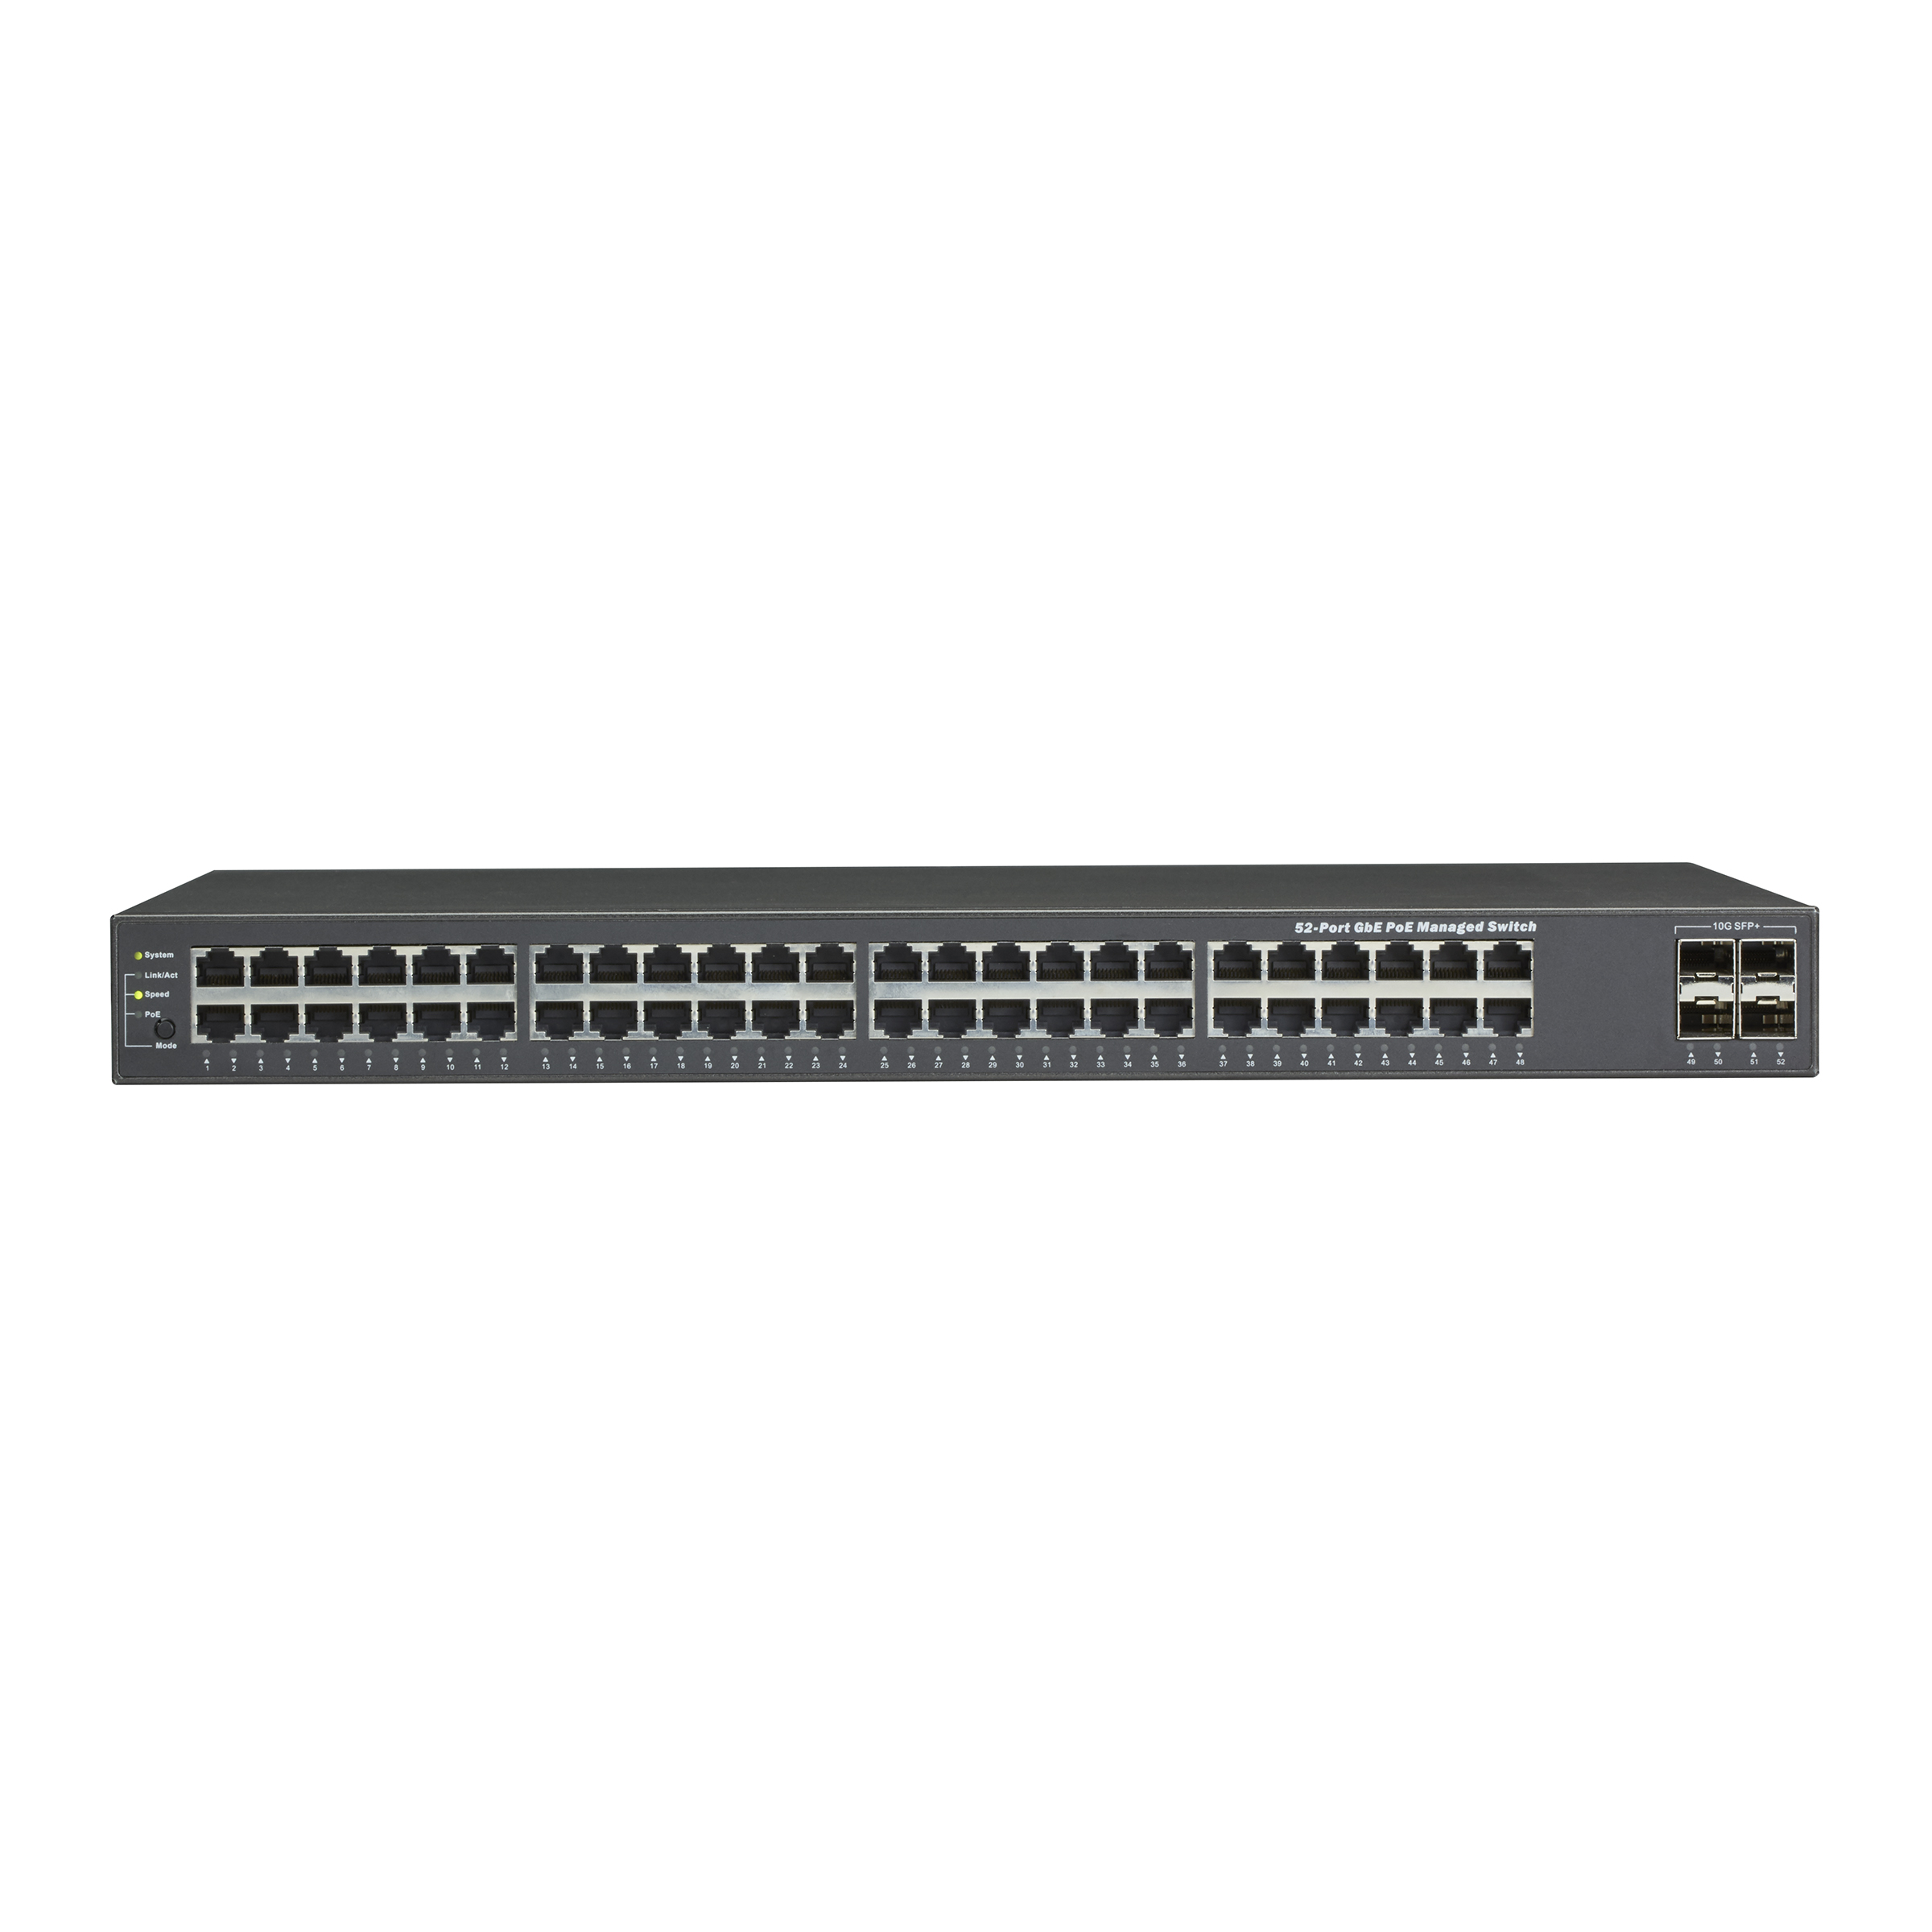 52-Port GbE PoE Managed Switch
10G SFP+
System
Link/Act
Speed
PoE
Mode
1 2 3 4 5 6 7 8 9 10 11 12 13 14 15 16 17 18 19 20 21 22 23 24 25 26 27 28 29 30 31 32 33 34 35 36 37 38 39 40 41 42 43 44 45 46 47 48 49 50 51 52